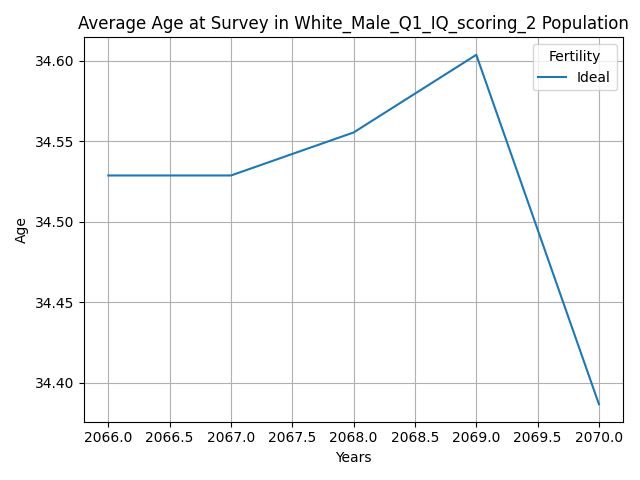 Average Age at Survey in White_Male_Q1_IQ_scoring_2 Population
Fertility
Ideal
34.60
34.55
34.50
34.45
34.40
Age
2066.0 2066.5 2067.0 2067.5 2068.0 2068.5 2069.0 2069.5 2070.0
Years